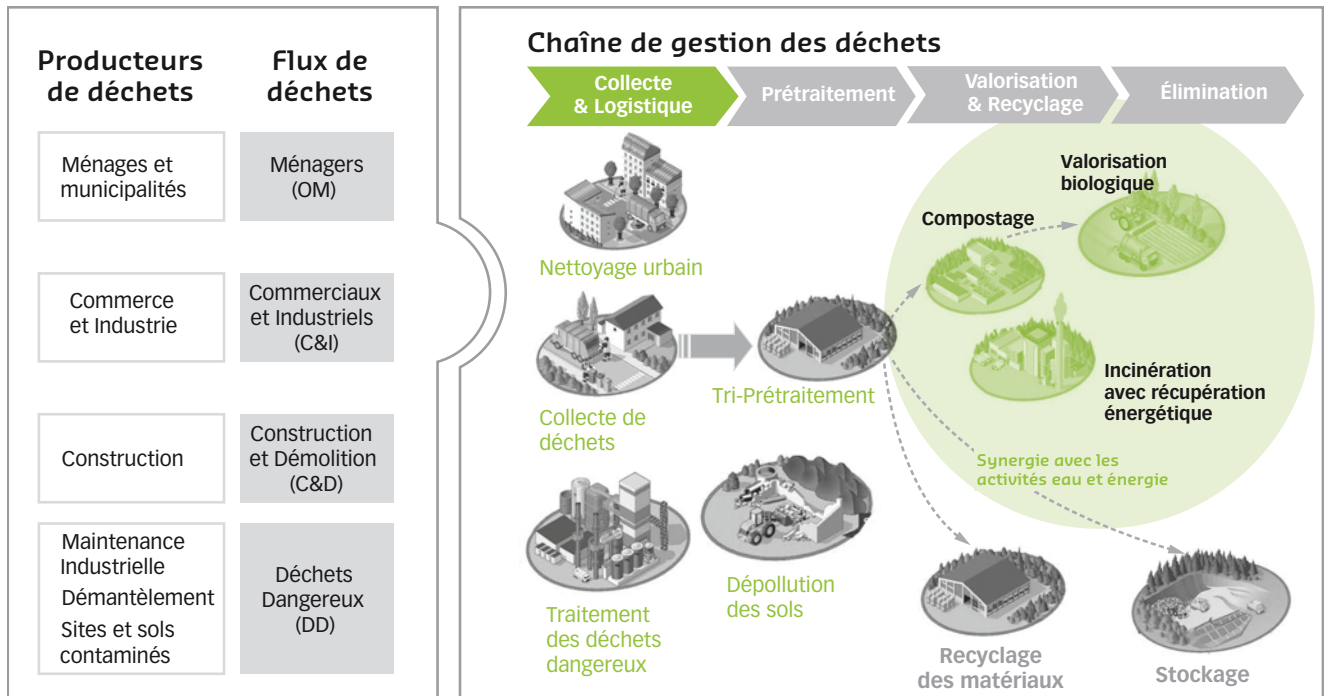 Producteurs
de déchets
Flux de
déchets
Ménages et
municipalités
Ménagers
(OM)
Commerce
et Industrie
Commerciaux
et Industriels
(C&I)
Construction
Construction
et Démolition
(C&D)
Maintenance
Industrielle
Démantèlement
Sites et sols
contaminés
Déchets
Dangereux
(DD)
Chaîne de gestion des déchets
Collecte
& Logistique
Prétraitement
Valorisation
& Recyclage
Élimination
Nettoyage urbain
Collecte de
déchets
Tri-Prétraitement
Compostage
Valorisation
biologique
Incinération
avec récupération
énergétique
Synergie avec les
activités eau et énergie
Traitement
des déchets
dangereux
Dépollution
des sols
Recyclage
des matériaux
Stockage